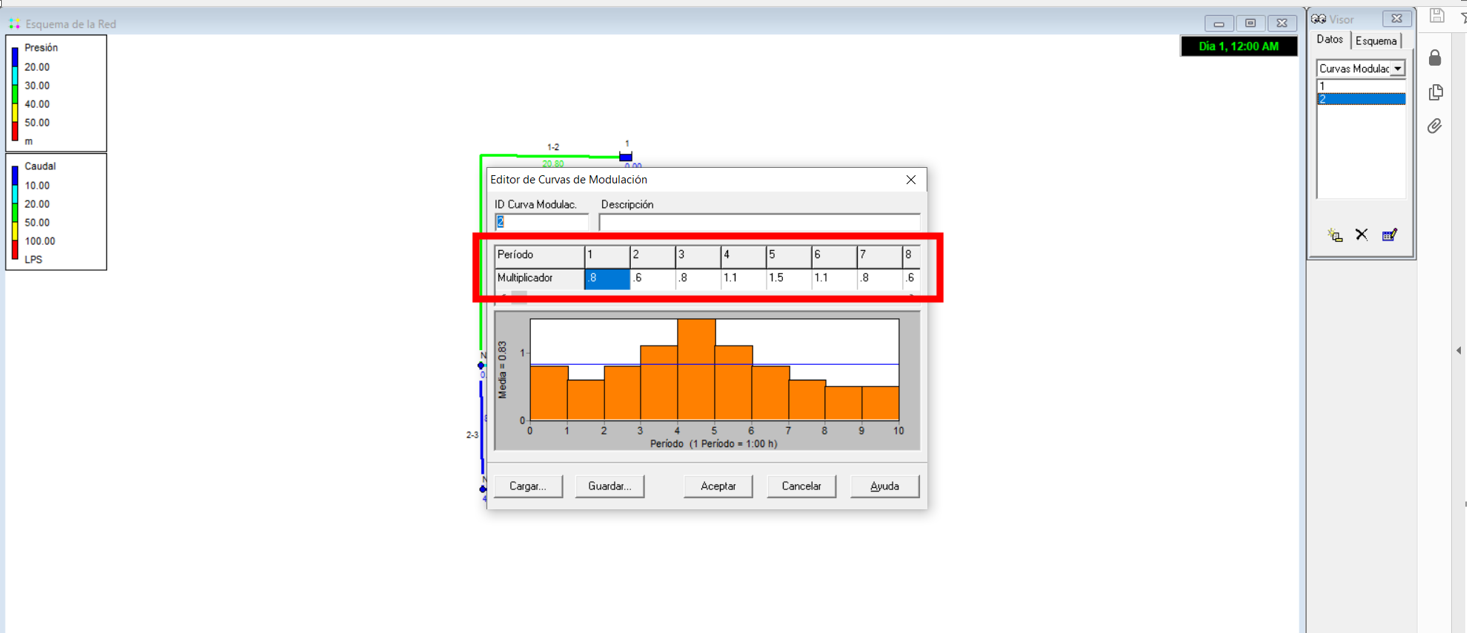 Esquema de la Red
Presión
20.00
30.00
40.00
50.00
m
Caudal
10.00
20.00
50.00
100.00
LPS
Día 1, 12:00 AM
1-2
1
20.80
0.00
N
0
2-3
N
4
Editor de Curvas de Modulación
ID Curva Modulac. Descripción
2
Período 1 2 3 4 5 6 7 8
Multiplicador .8 .6 .8 1.1 1.5 1.1 .8 .6
Media = 0.83
1
0
0 1 2 3 4 5 6 7 8 9 10
Período (1 Período = 1:00 h)
Cargar... Guardar... Aceptar Cancelar Ayuda
Visor
Datos Esquema
Curvas Modulac
1
2